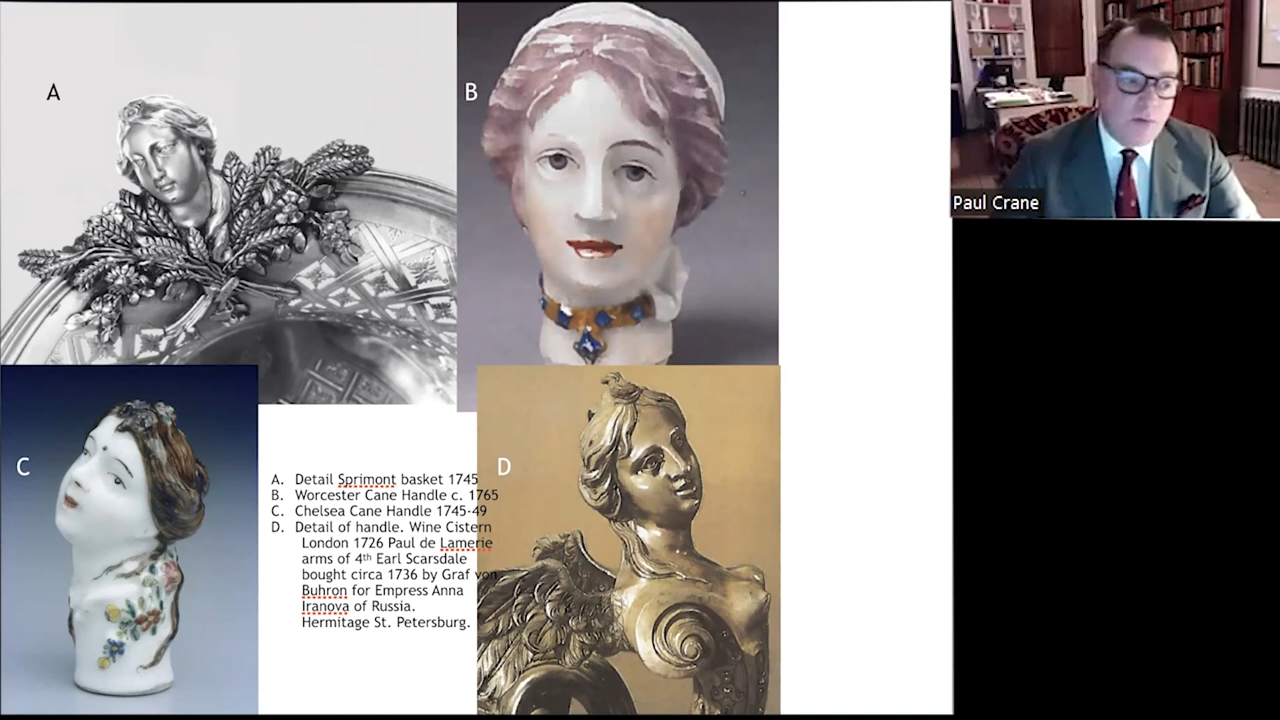 A
B
Paul Crane
C
D
A. Detail Sprimont basket 1745
B. Worcester Cane Handle c. 1765
C. Chelsea Cane Handle 1745-49
D. Detail of handle. Wine Cistern
London 1726 Paul de Lamerie
arms of 4th Earl Scarsdale
bought circa 1736 by Graf von
Buhron for Empress Anna
Iranova of Russia.
Hermitage St. Petersburg.